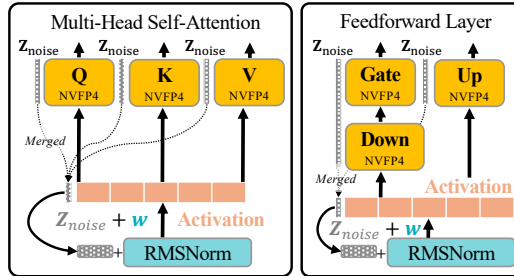 Multi-Head Self-Attention
Z_noise Z_noise Z_noise
Q K V
NVFP4 NVFP4 NVFP4
Merged
Z_noise + w Activation
+ RMSNorm
Feedforward Layer
Z_noise Z_noise
Gate Up
NVFP4 NVFP4
Down
NVFP4
Merged
Activation
Z_noise + w
+ RMSNorm